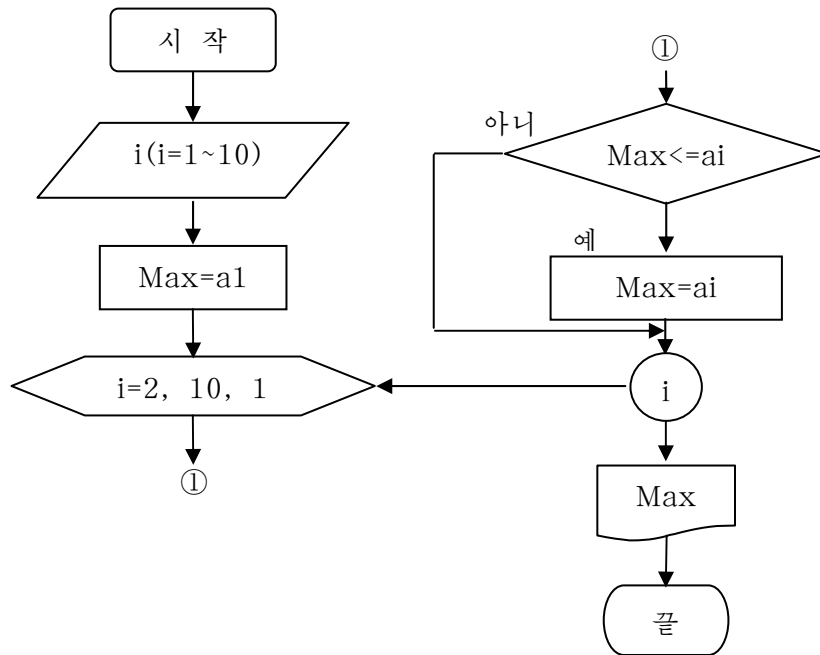 시 작
i(i=1~10)
Max=a1
i=2, 10, 1
①
①
아니
Max<=ai
예
Max=ai
i
Max
끝